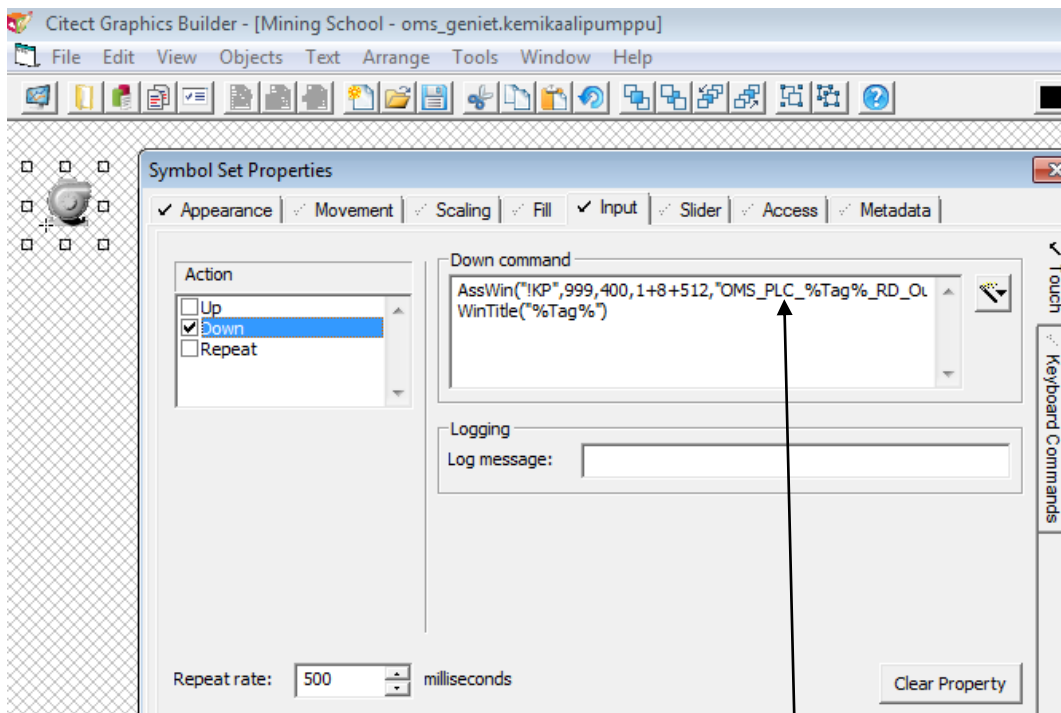 Citect Graphics Builder - [Mining School - oms_geniet.kemikaalipumppu]
File Edit View Objects Text Arrange Tools Window Help
Symbol Set Properties
Appearance Movement Scaling Fill Input Slider Access Metadata
Action
Up
Down
Repeat
Down command
AssWin("!KP",999,400,1+8+512,"OMS_PLC_%Tag%_RD_Ou
WinTitle("%Tag%")
Touch
Keyboard Commands
Logging
Log message:
Repeat rate: 500 milliseconds
Clear Property